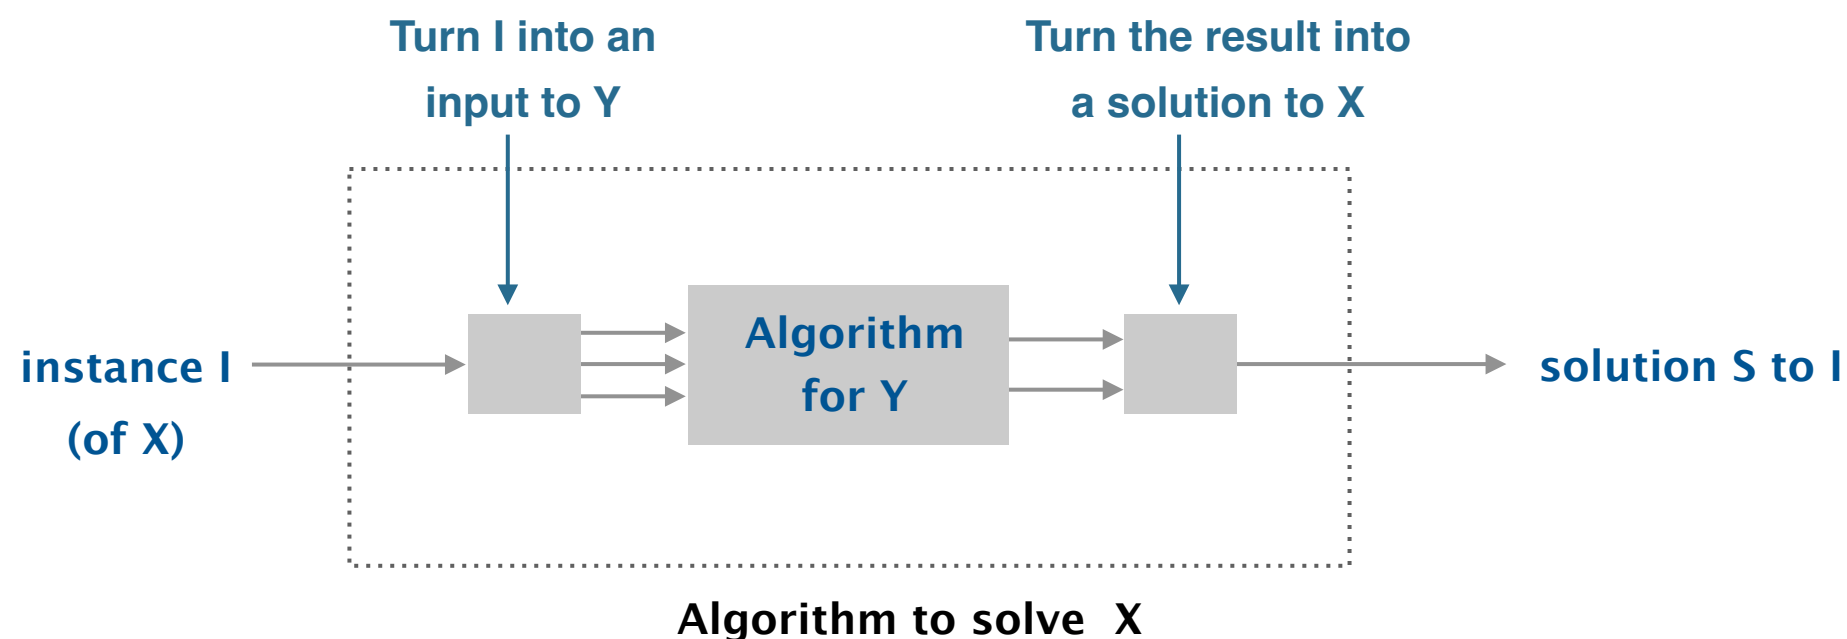 Turn I into an
input to Y
Turn the result into
a solution to X
instance I
(of X)
Algorithm
for Y
solution S to I
Algorithm to solve X